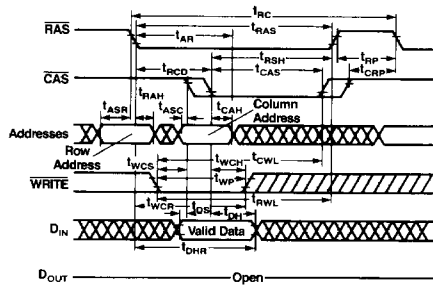 tRC
RAS
tRAS
tAR
tRSH
tRP
tRCD
tCAS
tCRP
CAS
tASR
tRAH
tASC
tCAH
Column
Address
Addresses
Row
Address
tWCS
tWCH
tCWL
tWP
WRITE
tRWL
tWCR
tDS
tDH
DIN
Valid Data
tDHR
DOUT
Open